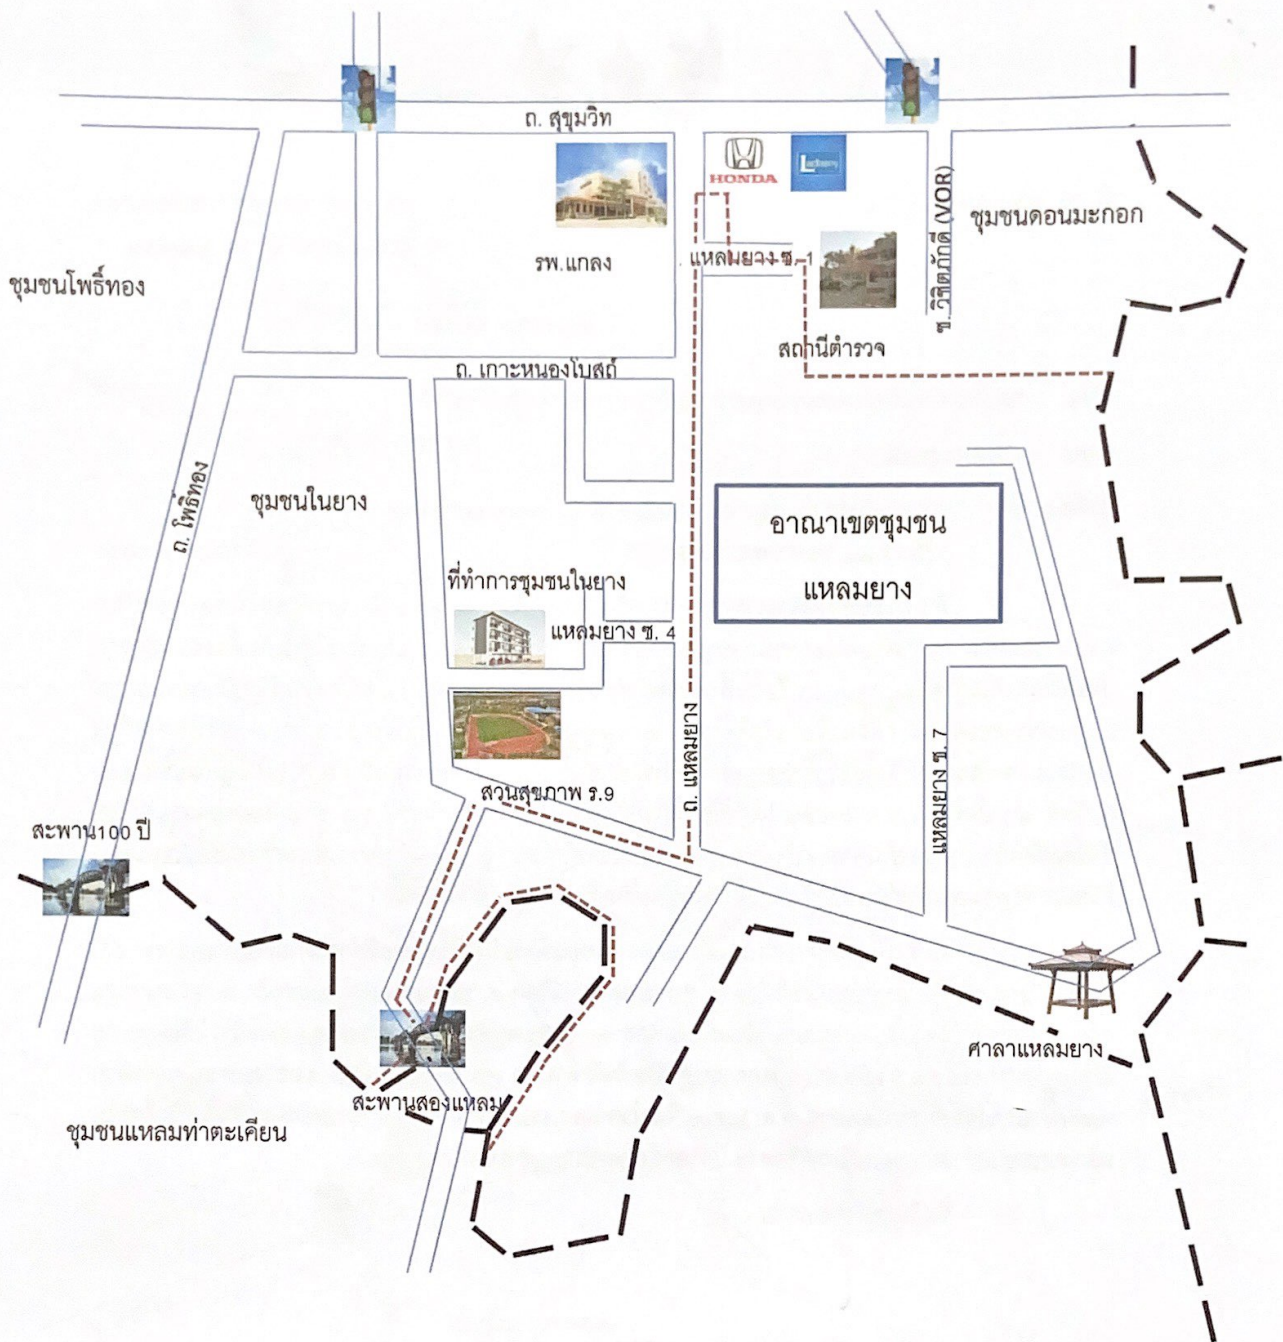 ถ. สุขุมวิท
HONDA
รพ.แกลง
แหลมยาง ซ. 1
ซ. วิจิตภักดี (VOR)
ชุมชนดอนมะกอก
ชุมชนโพธิ์ทอง
สถานีตำรวจ
ถ. เกาะหนองโบสถ์
ถ. โพธิ์ทอง
ชุมชนในยาง
อาณาเขตชุมชน
แหลมยาง
ที่ทำการชุมชนในยาง
แหลมยาง ซ. 4
ถ. แหลมยาง
แหลมยาง ซ. 7
สวนสุขภาพ ร.9
สะพาน100 ปี
ศาลาแหลมยาง
สะพานสองแหลม
ชุมชนแหลมท่าตะเคียน